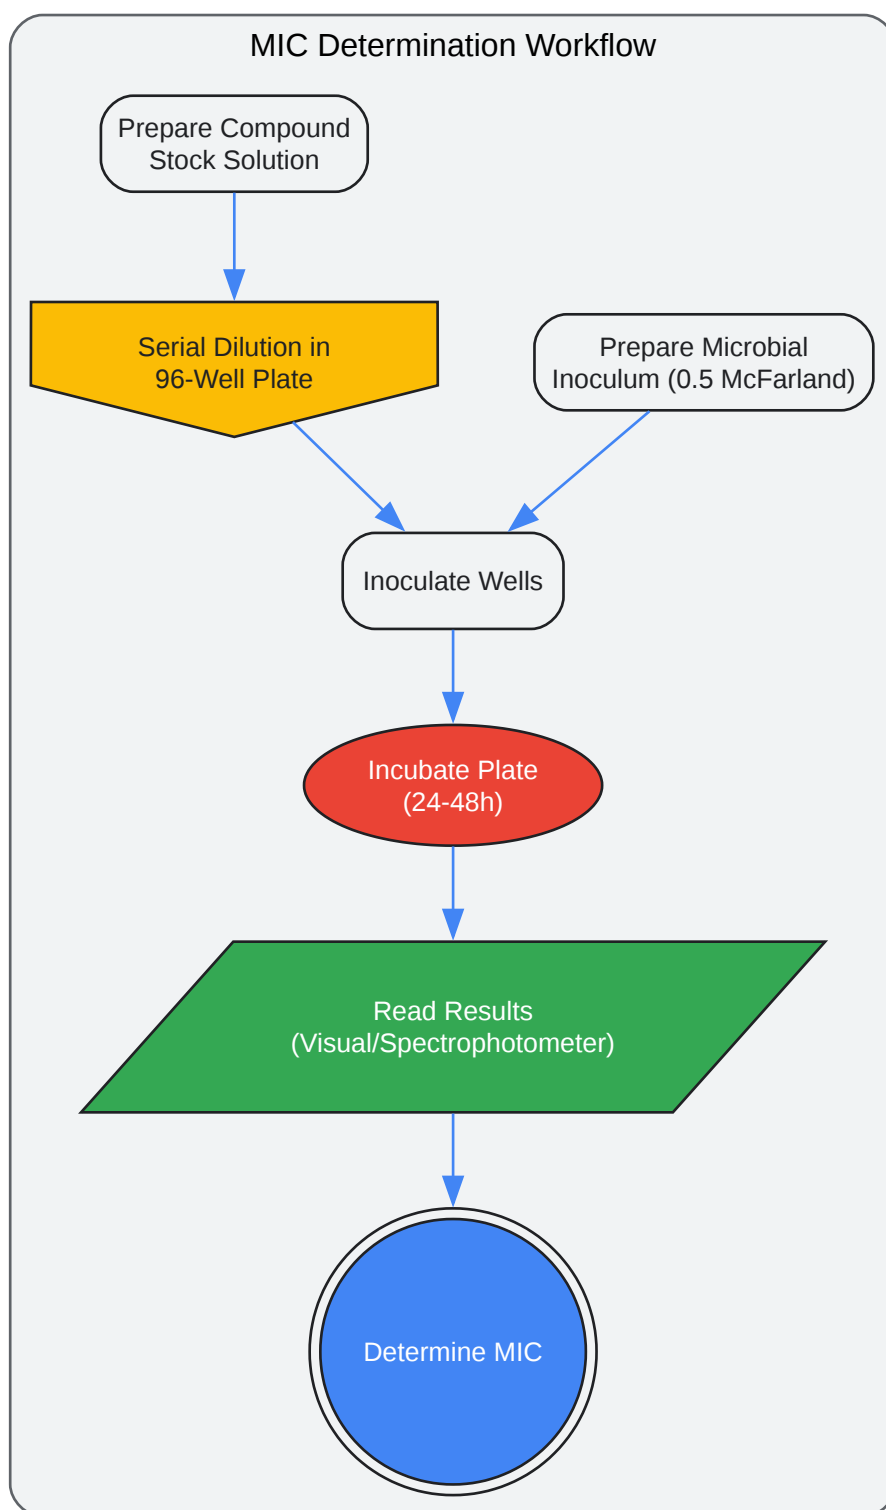 MIC Determination Workflow
Prepare Compound
Stock Solution
Serial Dilution in
96-Well Plate
Prepare Microbial
Inoculum (0.5 McFarland)
Inoculate Wells
Incubate Plate
(24-48h)
Read Results
(Visual/Spectrophotometer)
Determine MIC